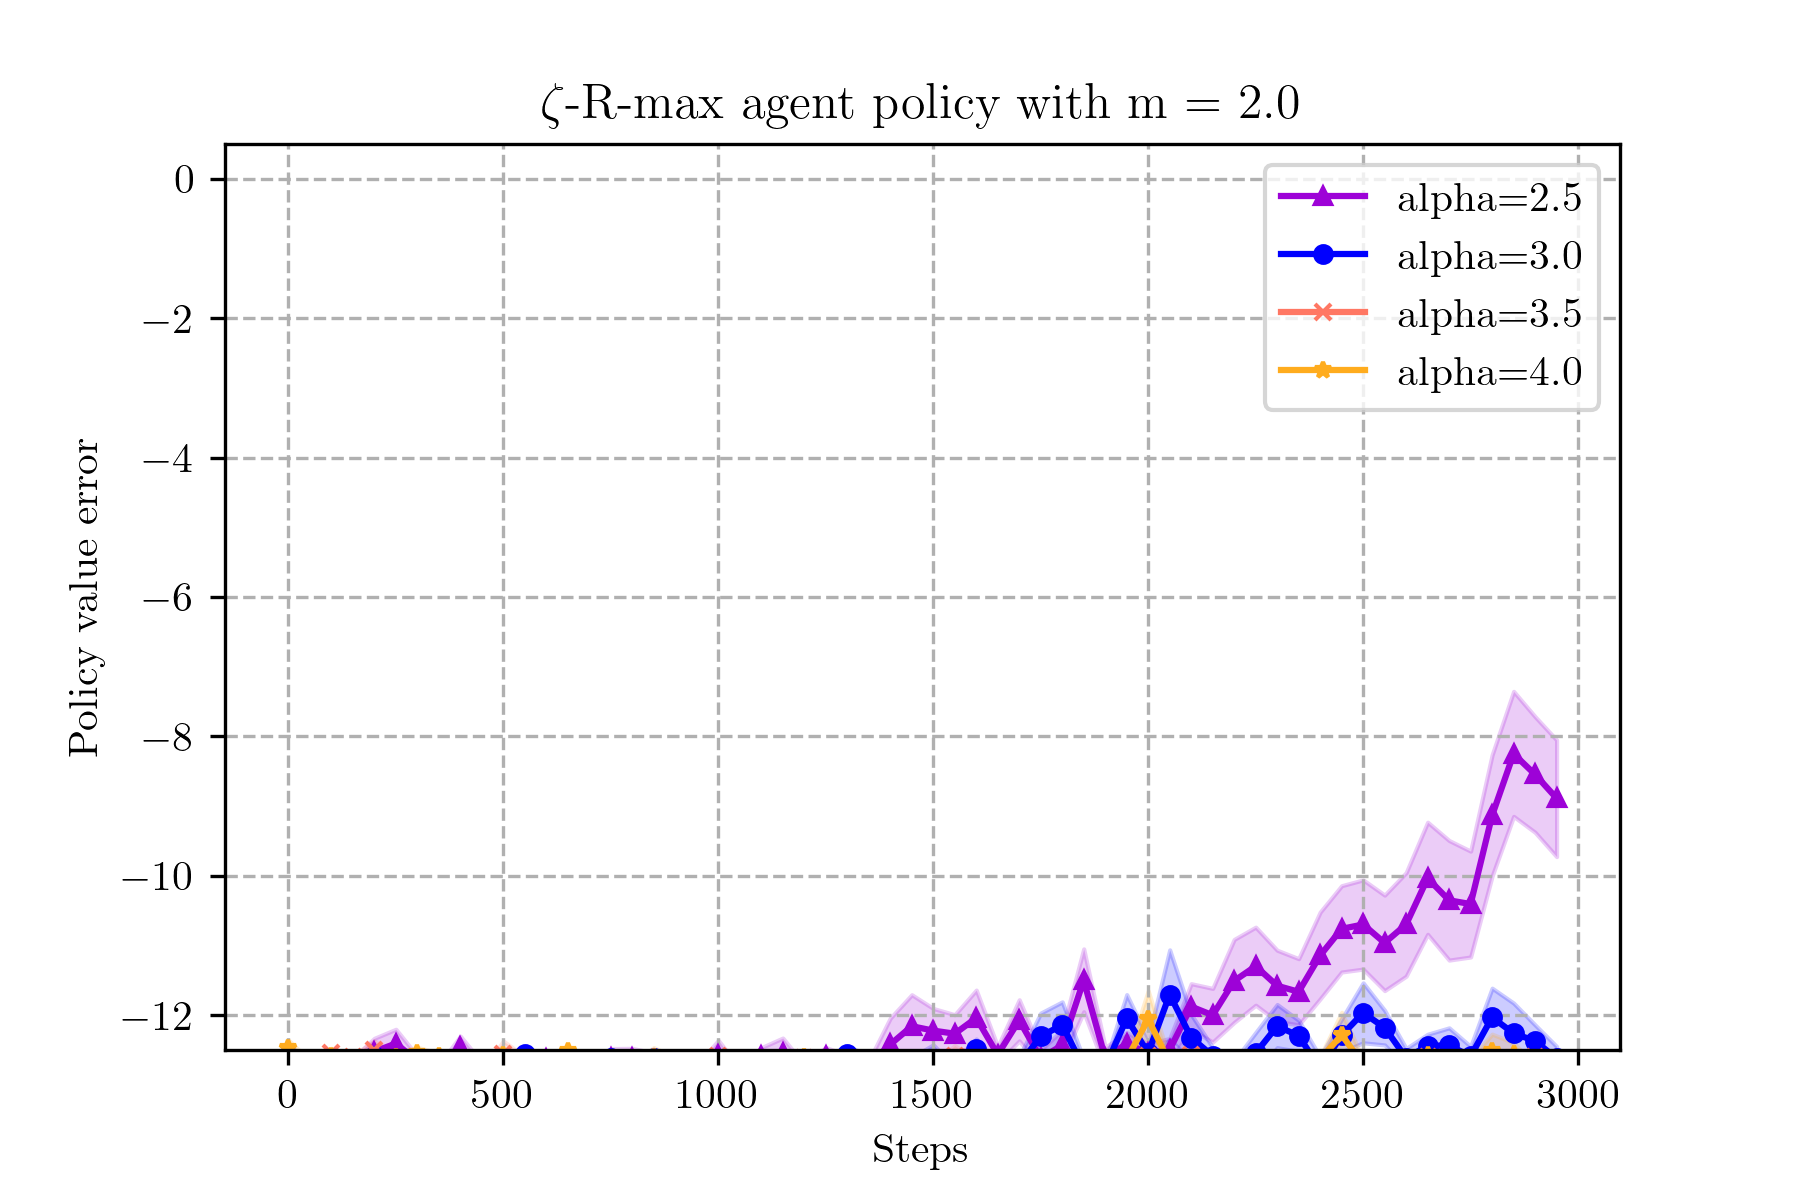 ζ-R-max agent policy with m = 2.0
alpha=2.5
alpha=3.0
alpha=3.5
alpha=4.0
Policy value error
0
−2
−4
−6
−8
−10
−12
0 500 1000 1500 2000 2500 3000
Steps